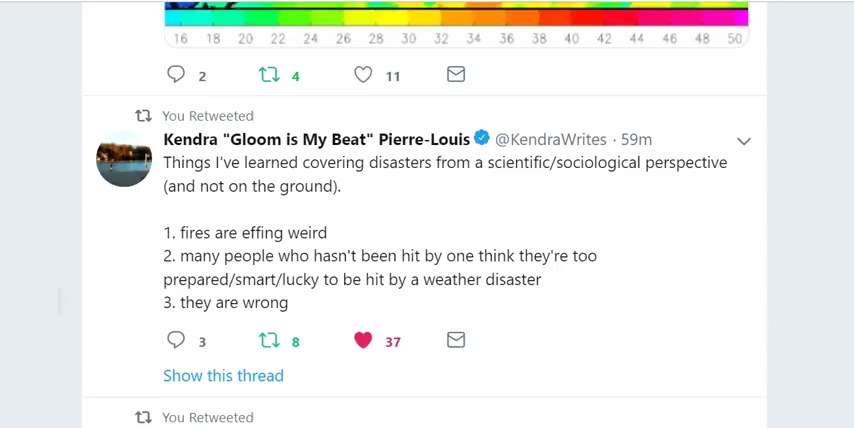 16 18 20 22 24 26 28 30 32 34 36 38 40 42 44 46 48 50
2 4 11
You Retweeted
Kendra "Gloom is My Beat" Pierre-Louis @KendraWrites · 59m
Things I've learned covering disasters from a scientific/sociological perspective
(and not on the ground).
1. fires are effing weird
2. many people who hasn't been hit by one think they're too
prepared/smart/lucky to be hit by a weather disaster
3. they are wrong
3 8 37
Show this thread
You Retweeted